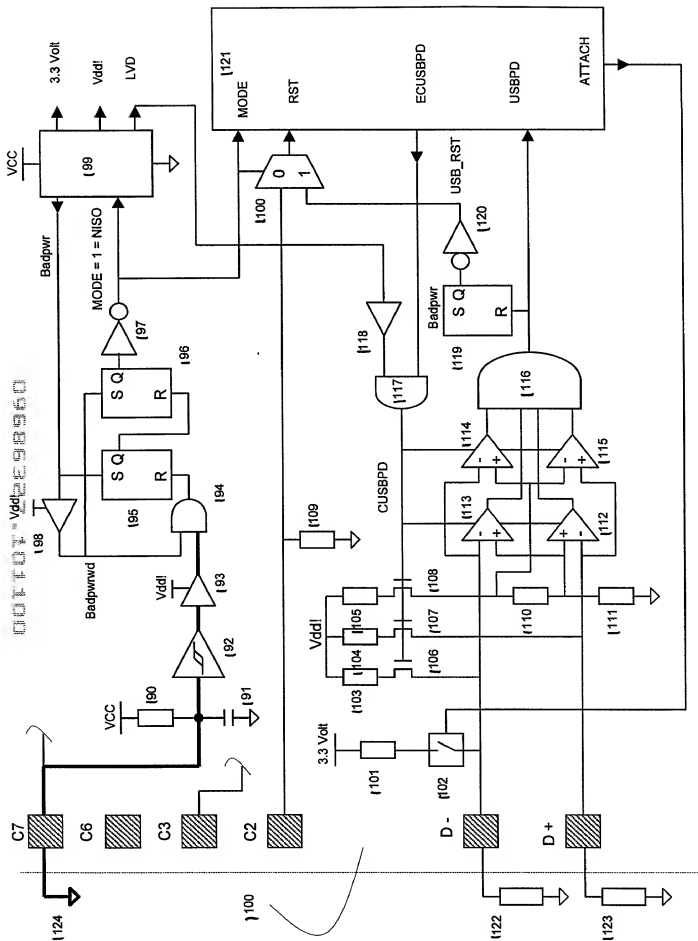 09686377.101100
VCC
3.3 Volt
Vdd!
LVD
99
Badpwr
MODE = 1 = NISO
121
MODE
RST
ECUSBPD
USBPD
ATTACH
0
1
100
USB_RST
120
Badpwr
S Q
R
119
118
117
116
CUSBPD
114
115
113
112
-
+
-
+
-
+
-
+
97
S Q
R
96
S Q
R
95
94
Vdd!
98
Badpwrwd
Vdd!
93
92
VCC
90
91
109
Vdd!
105
104
103
108
107
106
110
111
3.3 Volt
101
102
C7
C6
C3
C2
D -
D +
124
100
122
123